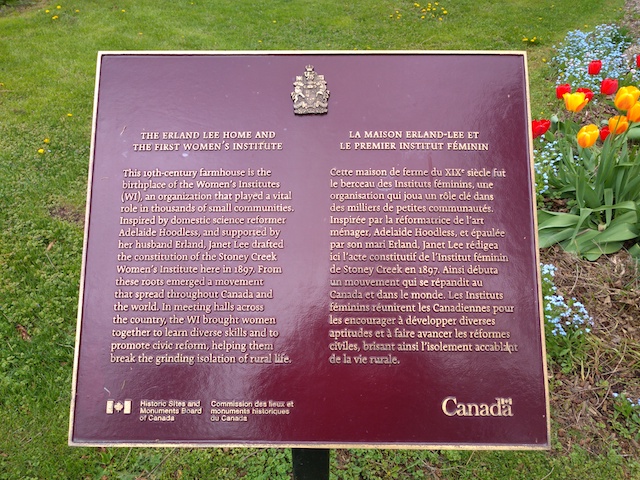 THE ERLAND LEE HOME AND
THE FIRST WOMEN'S INSTITUTE
This 19th-century farmhouse is the
birthplace of the Women's Institutes
(WI), an organization that played a vital
role in thousands of small communities.
Inspired by domestic science reformer
Adelaide Hoodless, and supported by
her husband Erland, Janet Lee drafted
the constitution of the Stoney Creek
Women's Institute here in 1897. From
these roots emerged a movement
that spread throughout Canada and
the world. In meeting halls across
the country, the WI brought women
together to learn diverse skills and to
promote civic reform, helping them
break the grinding isolation of rural life.
LA MAISON ERLAND-LEE ET
LE PREMIER INSTITUT FÉMININ
Cette maison de ferme du XIXe siècle fut
le berceau des Instituts féminins, une
organisation qui joua un rôle clé dans
des milliers de petites communautés.
Inspirée par la réformatrice de l'art
ménager, Adelaide Hoodless, et épaulée
par son mari Erland, Janet Lee rédigea
ici l'acte constitutif de l'Institut féminin
de Stoney Creek en 1897. Ainsi débuta
un mouvement qui se répandit au
Canada et dans le monde. Les Instituts
féminins réunirent les Canadiennes pour
les encourager à développer diverses
aptitudes et à faire avancer les réformes
civiles, brisant ainsi l'isolement accablant
de la vie rurale.
Historic Sites and
Monuments Board
of Canada
Commission des lieux et
monuments historiques
du Canada
Canada